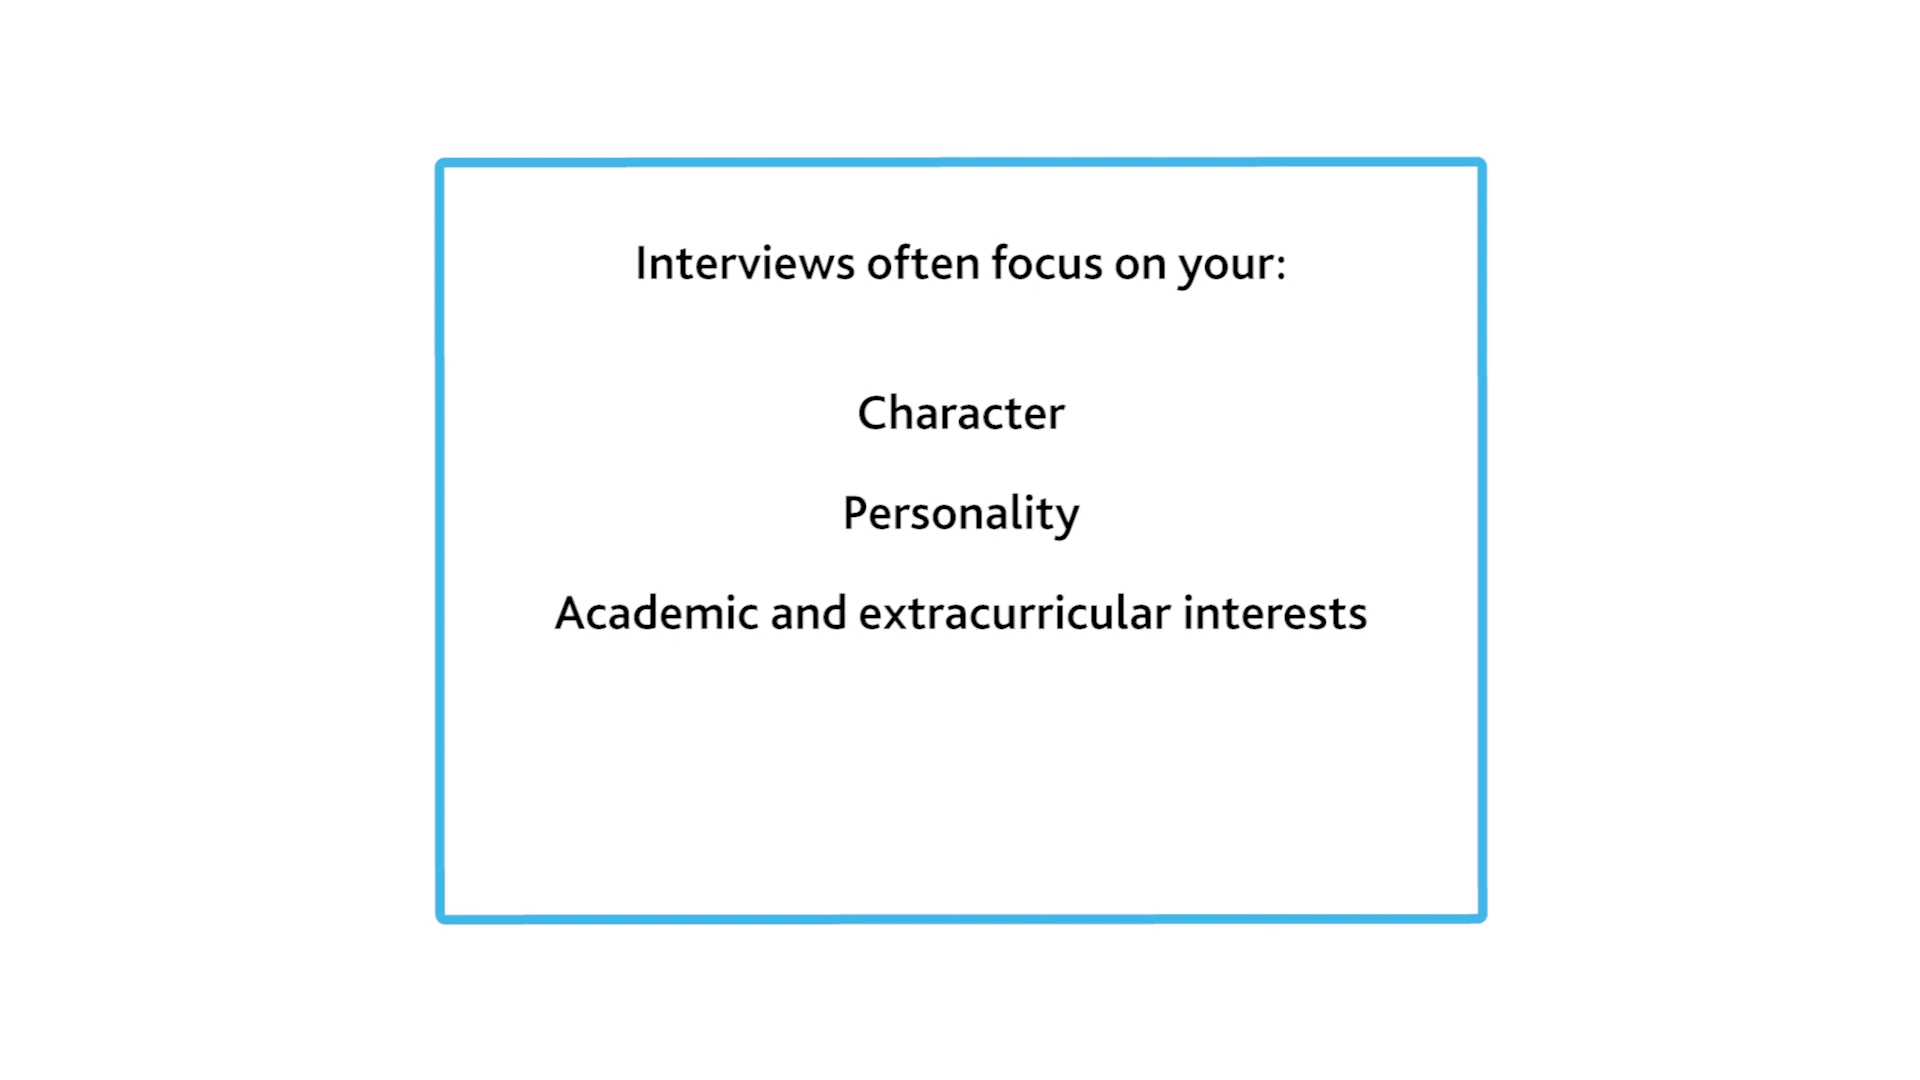 Interviews often focus on your:
Character
Personality
Academic and extracurricular interests